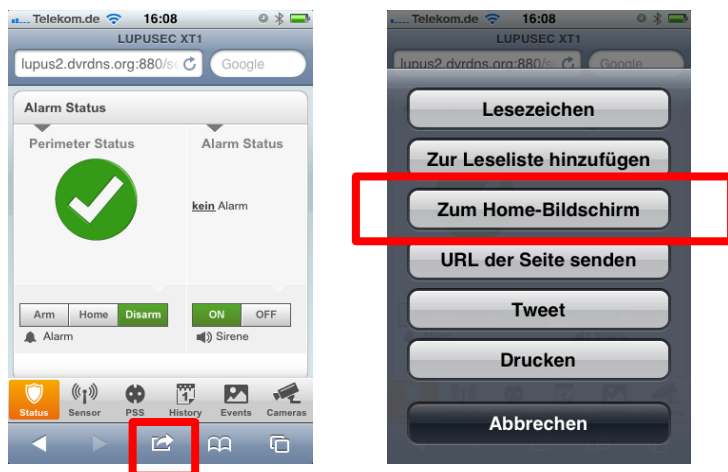 Telekom.de 16:08
LUPUSEC XT1
lupus2.dvrdns.org:880/s
Google
Alarm Status
Perimeter Status
Alarm Status
kein Alarm
Arm Home Disarm
ON OFF
Alarm
Sirene
Status Sensor PSS History Events Cameras
Telekom.de 16:08
LUPUSEC XT1
lupus2.dvrdns.org:880/s
Google
Lesezeichen
Zur Leseliste hinzufügen
Zum Home-Bildschirm
URL der Seite senden
Tweet
Drucken
Abbrechen